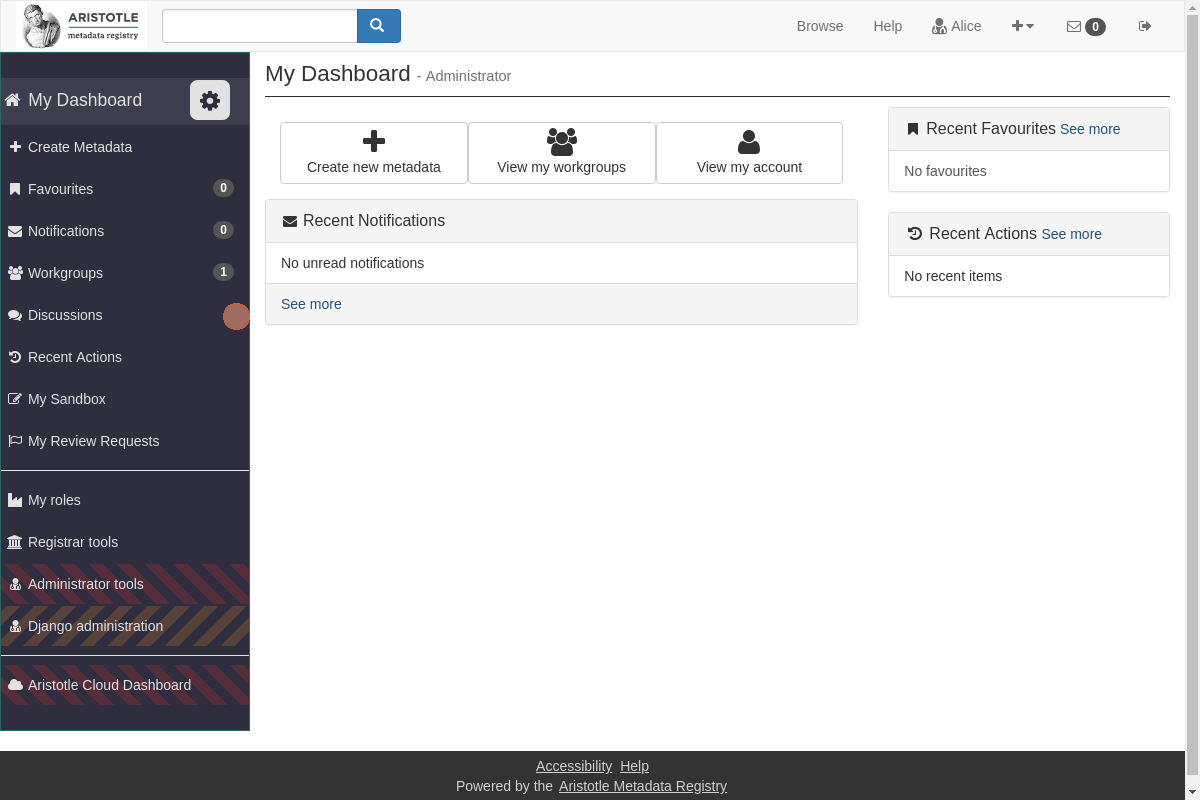 ARISTOTLE
metadata registry
Browse
Help
Alice
0
My Dashboard
Create Metadata
Favourites 0
Notifications 0
Workgroups 1
Discussions
Recent Actions
My Sandbox
My Review Requests
My roles
Registrar tools
Administrator tools
Django administration
Aristotle Cloud Dashboard
My Dashboard - Administrator
Create new metadata
View my workgroups
View my account
Recent Notifications
No unread notifications
See more
Recent Favourites See more
No favourites
Recent Actions See more
No recent items
Accessibility Help
Powered by the Aristotle Metadata Registry